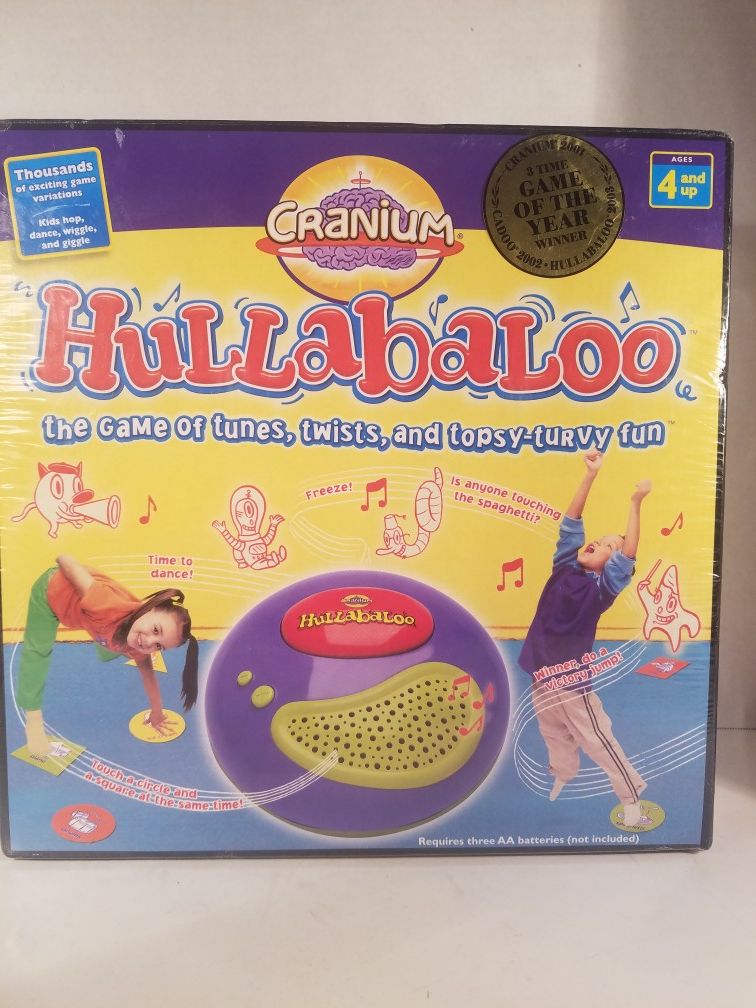 Thousands
of exciting game
variations
Kids hop,
dance, wiggle,
and giggle
CRANIUM®
CRANIUM 2001
3 TIME
GAME
OF THE
YEAR
WINNER
CADOO 2002 • HULLABALOO 2003
AGES
4 and
up
HULLabaLOO™
the GaMe of tunes, twists, and topsy-turvy fun™
Freeze!
Is anyone touching
the spaghetti?
Time to
dance!
CRANIUM
HULLabaLOO
Winner, do a
victory jump!
Touch a circle and
a square at the same time!
Requires three AA batteries (not included)